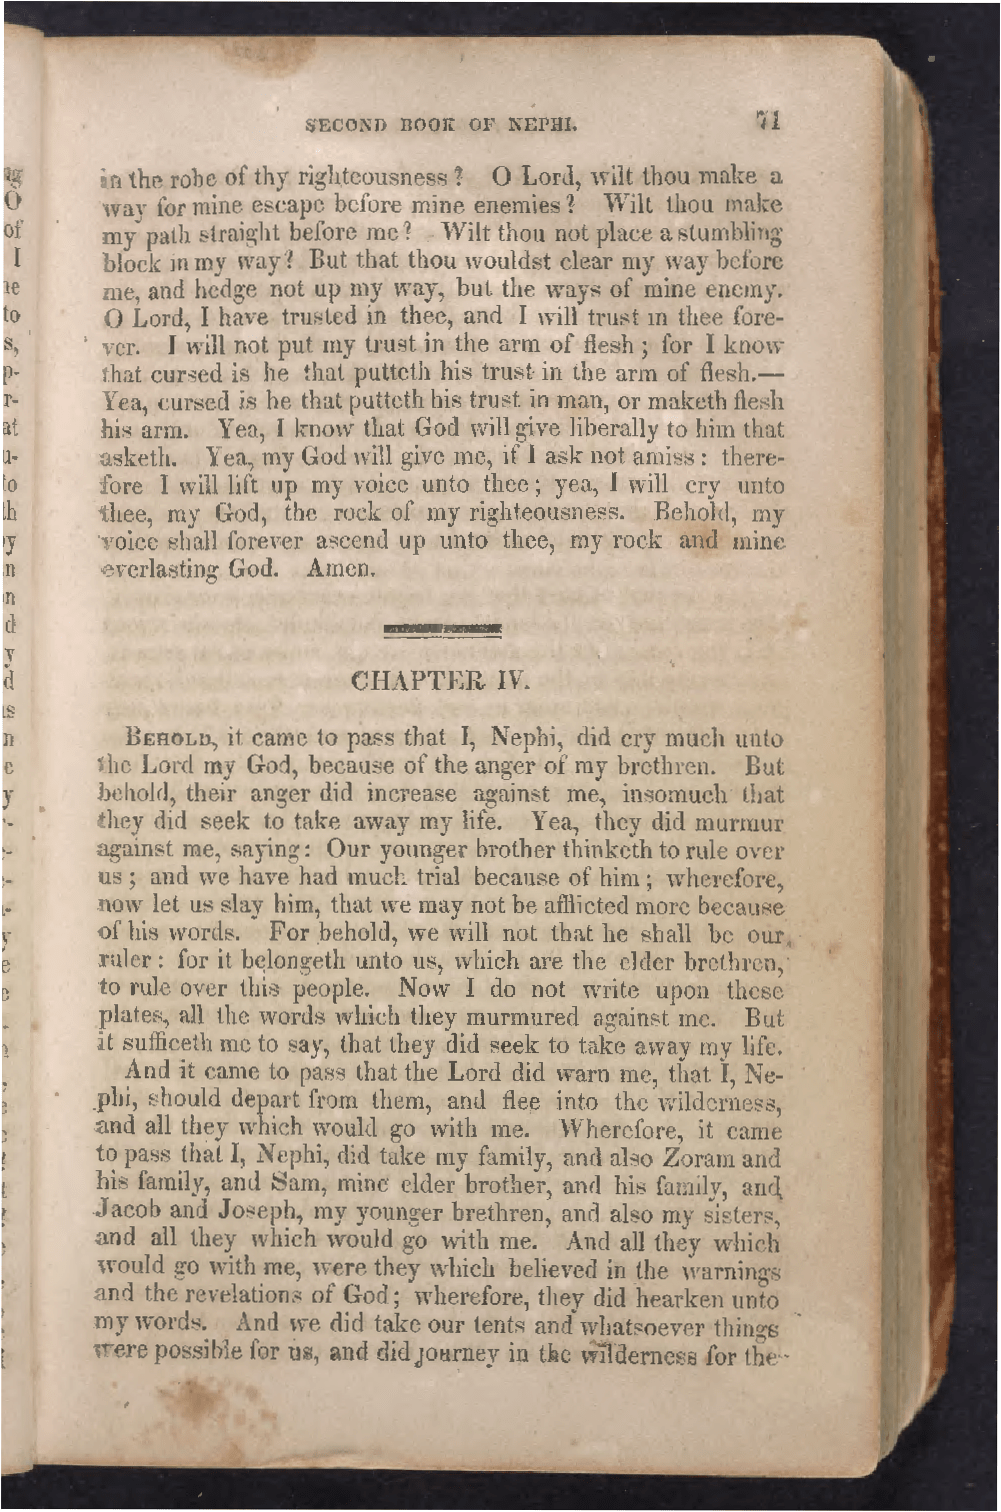 SECOND BOOK OF NEPHI. 71
in the robe of thy righteousness? O Lord, wilt thou make a
way for mine escape before mine enemies? Wilt thou make
my path straight before me? Wilt thou not place a stumbling
block in my way? But that thou wouldst clear my way before
me, and hedge not up my way, but the ways of mine enemy.
O Lord, I have trusted in thee, and I will trust in thee fore-
ver. I will not put my trust in the arm of flesh; for I know
that cursed is he that putteth his trust in the arm of flesh.—
Yea, cursed is he that putteth his trust in man, or maketh flesh
his arm. Yea, I know that God will give liberally to him that
asketh. Yea, my God will give me, if I ask not amiss: there-
fore I will lift up my voice unto thee; yea, I will cry unto
thee, my God, the rock of my righteousness. Behold, my
voice shall forever ascend up unto thee, my rock and mine
everlasting God. Amen.
CHAPTER IV.
BEHOLD, it came to pass that I, Nephi, did cry much unto
the Lord my God, because of the anger of my brethren. But
behold, their anger did increase against me, insomuch that
they did seek to take away my life. Yea, they did murmur
against me, saying: Our younger brother thinketh to rule over
us; and we have had much trial because of him; wherefore,
now let us slay him, that we may not be afflicted more because
of his words. For behold, we will not that he shall be our
ruler: for it belongeth unto us, which are the elder brethren,
to rule over this people. Now I do not write upon these
plates, all the words which they murmured against me. But
it sufficeth me to say, that they did seek to take away my life.
And it came to pass that the Lord did warn me, that I, Ne-
phi, should depart from them, and flee into the wilderness,
and all they which would go with me. Wherefore, it came
to pass that I, Nephi, did take my family, and also Zoram and
his family, and Sam, mine elder brother, and his family, and
Jacob and Joseph, my younger brethren, and also my sisters,
and all they which would go with me. And all they which
would go with me, were they which believed in the warnings
and the revelations of God; wherefore, they did hearken unto
my words. And we did take our tents and whatsoever things
were possible for us, and did journey in the wilderness for the